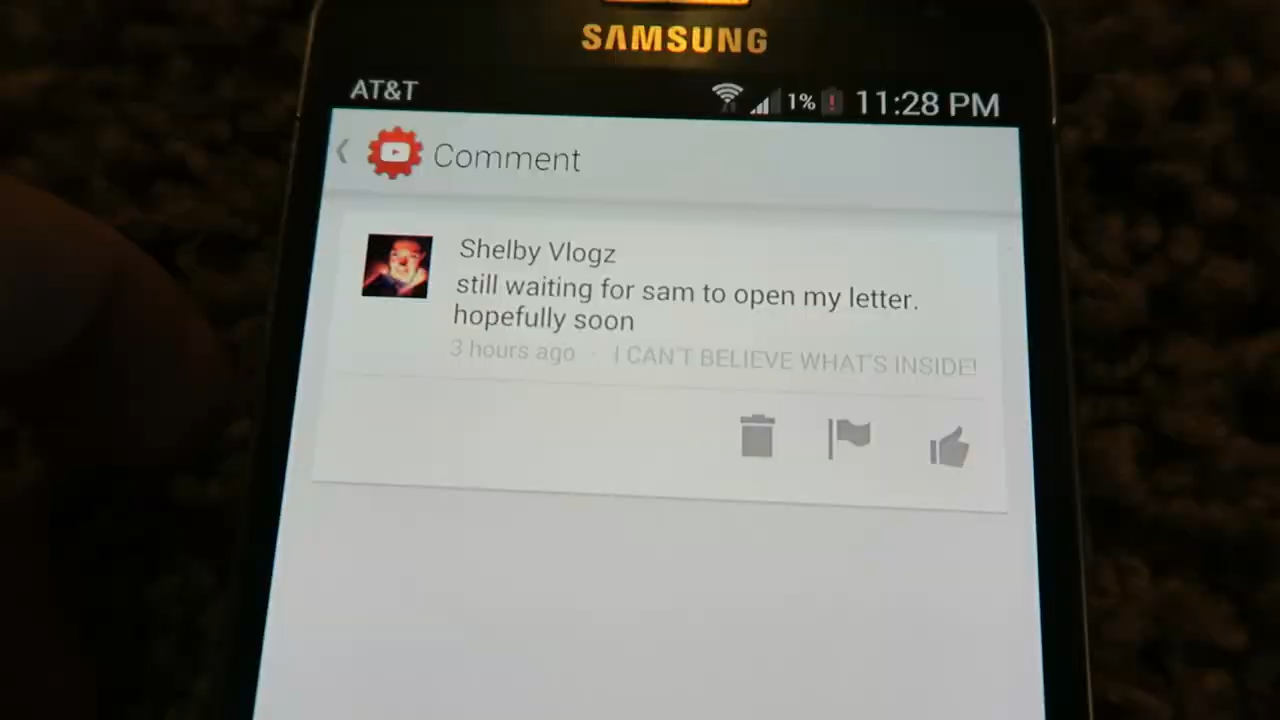 SAMSUNG
AT&T 1% 11:28 PM
Comment
Shelby Vlogz
still waiting for sam to open my letter.
hopefully soon
3 hours ago · I CAN'T BELIEVE WHAT'S INSIDE!